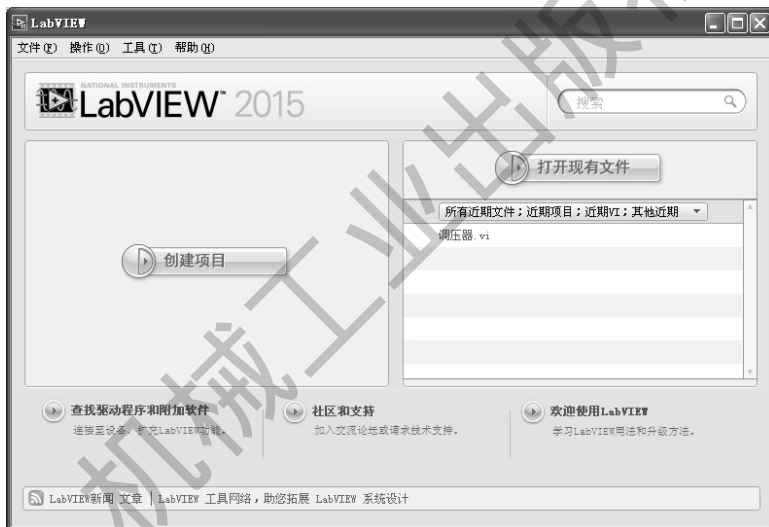 LabVIEW
文件(F) 操作(O) 工具(T) 帮助(H)
NATIONAL INSTRUMENTS
LabVIEW™ 2015
搜索
创建项目
打开现有文件
所有近期文件；近期项目；近期VI；其他近期
调压器.vi
查找驱动程序和附加软件
连接至设备，扩充LabVIEW功能。
社区和支持
加入交流论坛或请求技术支持。
欢迎使用LabVIEW
学习LabVIEW用法和升级方法。
LabVIEW新闻 文章 | LabVIEW 工具网络，助您拓展 LabVIEW 系统设计
机械工业出版